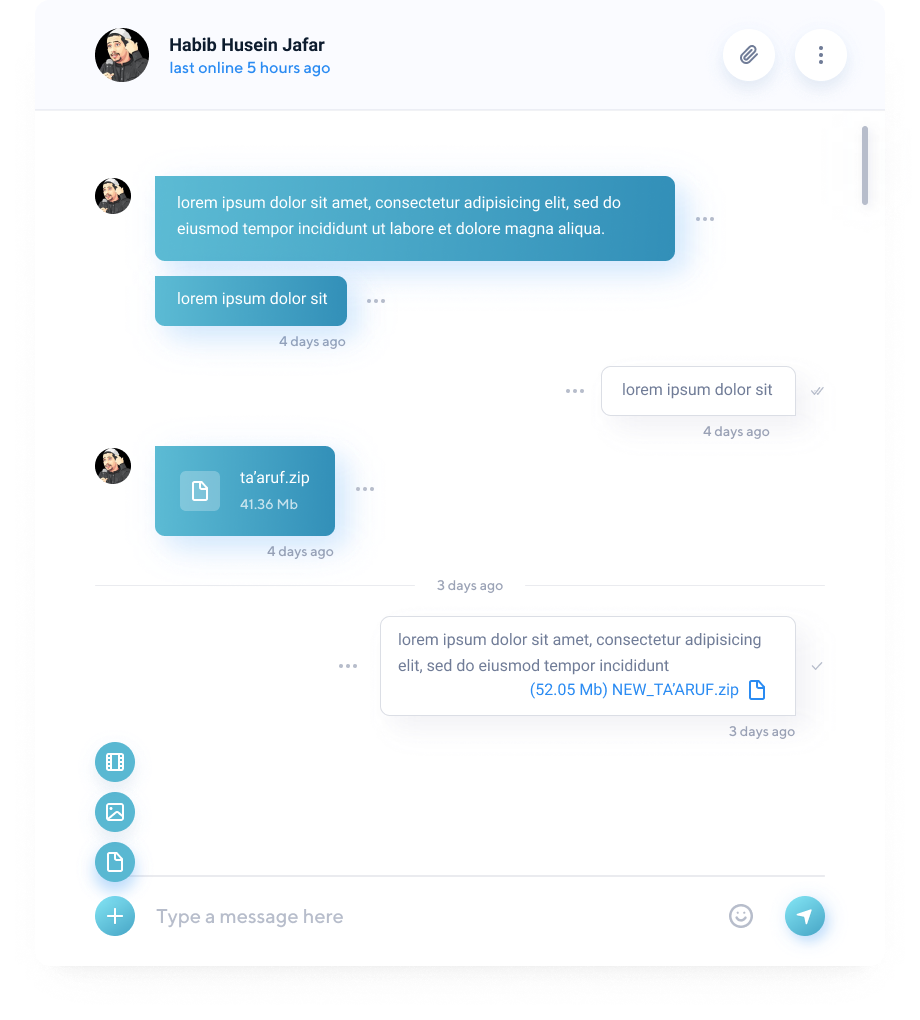 Habib Husein Jafar
last online 5 hours ago
lorem ipsum dolor sit amet, consectetur adipisicing elit, sed do
eiusmod tempor incididunt ut labore et dolore magna aliqua.
lorem ipsum dolor sit
4 days ago
lorem ipsum dolor sit
4 days ago
ta’aruf.zip
41.36 Mb
4 days ago
3 days ago
lorem ipsum dolor sit amet, consectetur adipisicing
elit, sed do eiusmod tempor incididunt
(52.05 Mb) NEW_TA’ARUF.zip
3 days ago
Type a message here